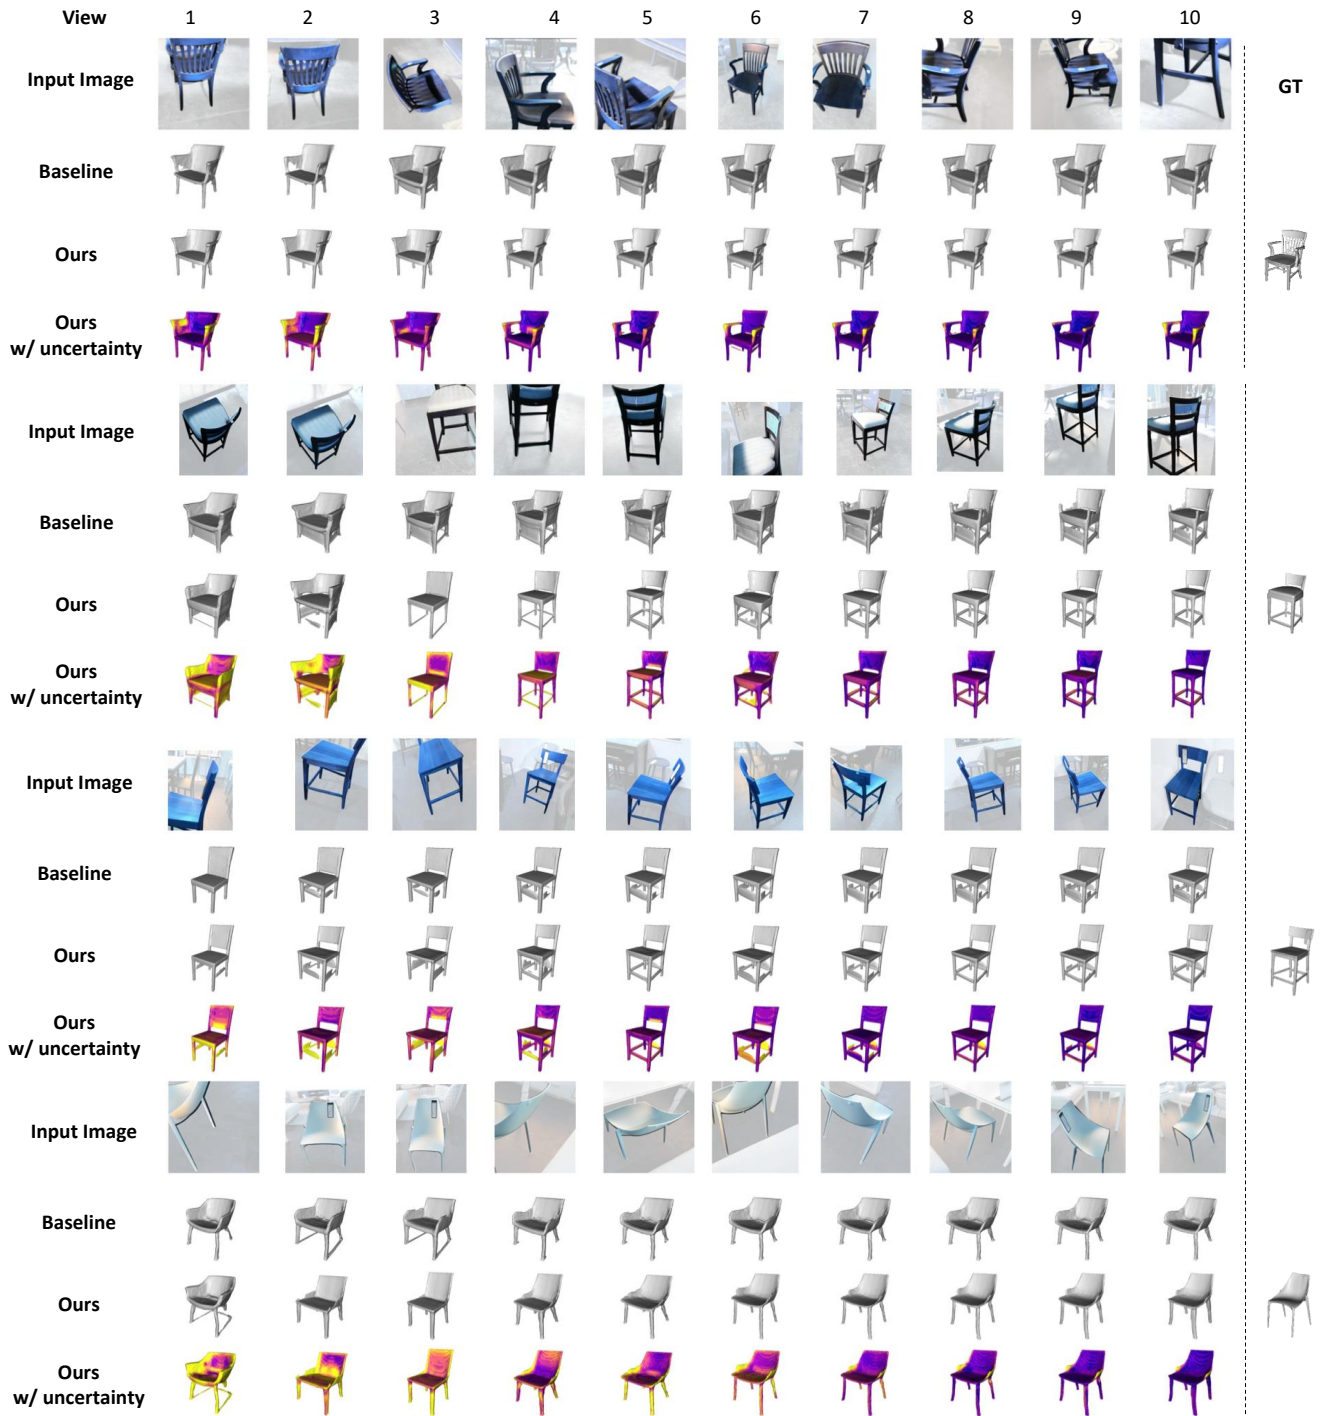 View 1 2 3 4 5 6 7 8 9 10
Input Image
GT
Baseline
Ours
Ours
w/ uncertainty
Input Image
Baseline
Ours
Ours
w/ uncertainty
Input Image
Baseline
Ours
Ours
w/ uncertainty
Input Image
Baseline
Ours
Ours
w/ uncertainty